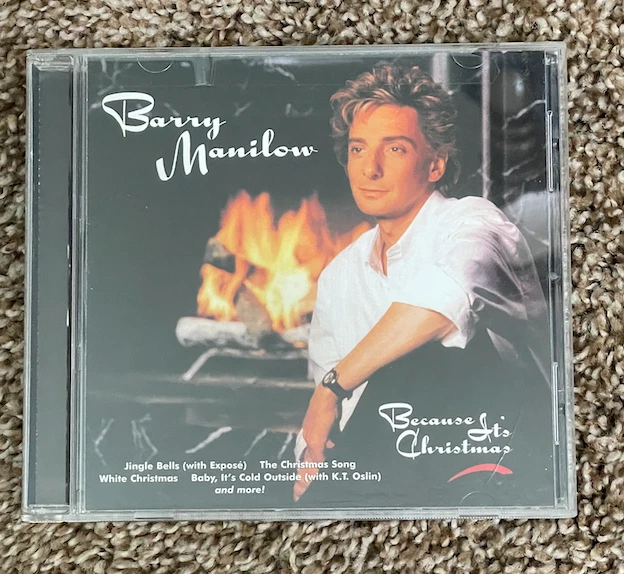 Barry
Manilow
Because It's
Christmas
Jingle Bells (with Exposé) The Christmas Song
White Christmas Baby, It's Cold Outside (with K.T. Oslin)
and more!